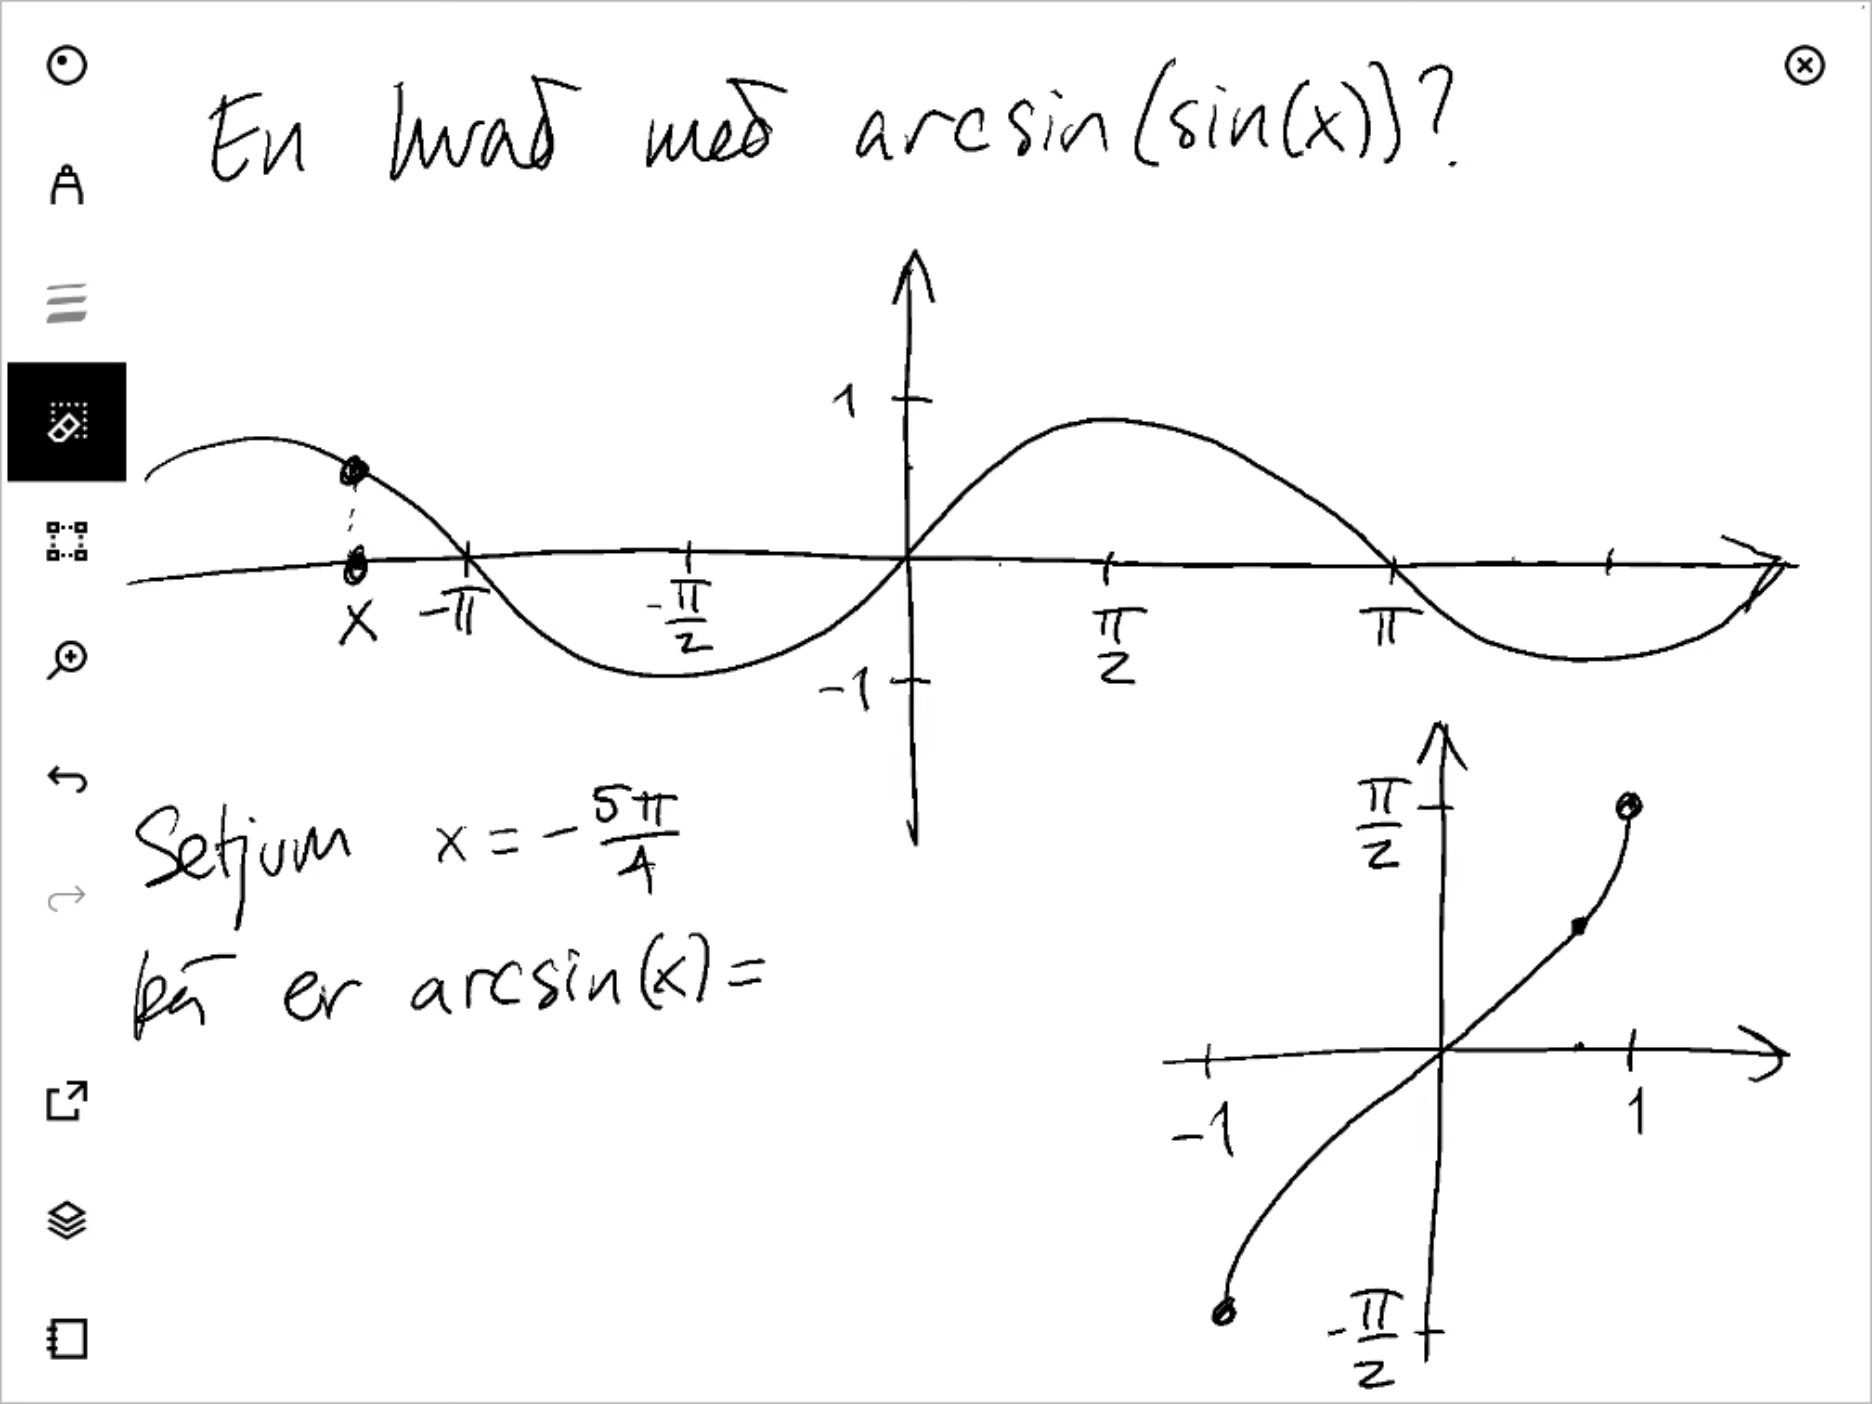 En hvað með arcsin(sin(x))?
1
x -π -π/2 π/2 π
-1
Setjum x = -5π/4
þá er arcsin(x) =
π/2
-1 1
-π/2